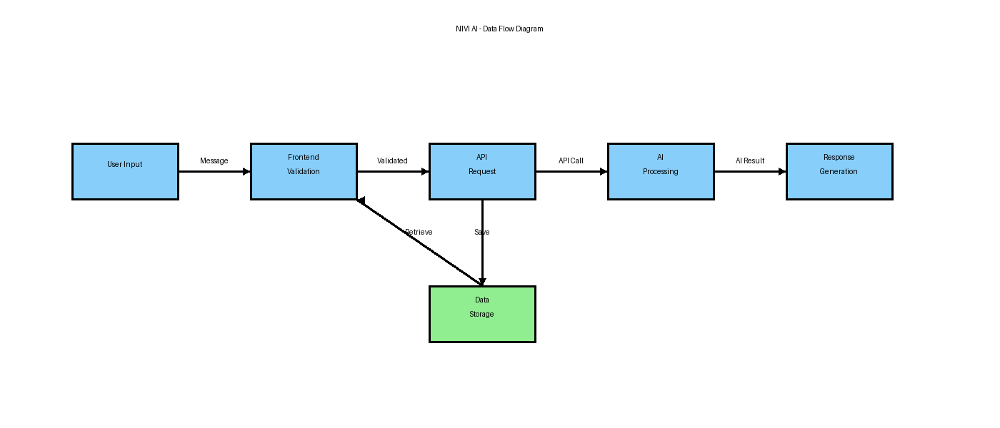 NIVI AI - Data Flow Diagram
User Input
Message
Frontend
Validation
Validated
API
Request
API Call
AI
Processing
AI Result
Response
Generation
Retrieve
Save
Data
Storage